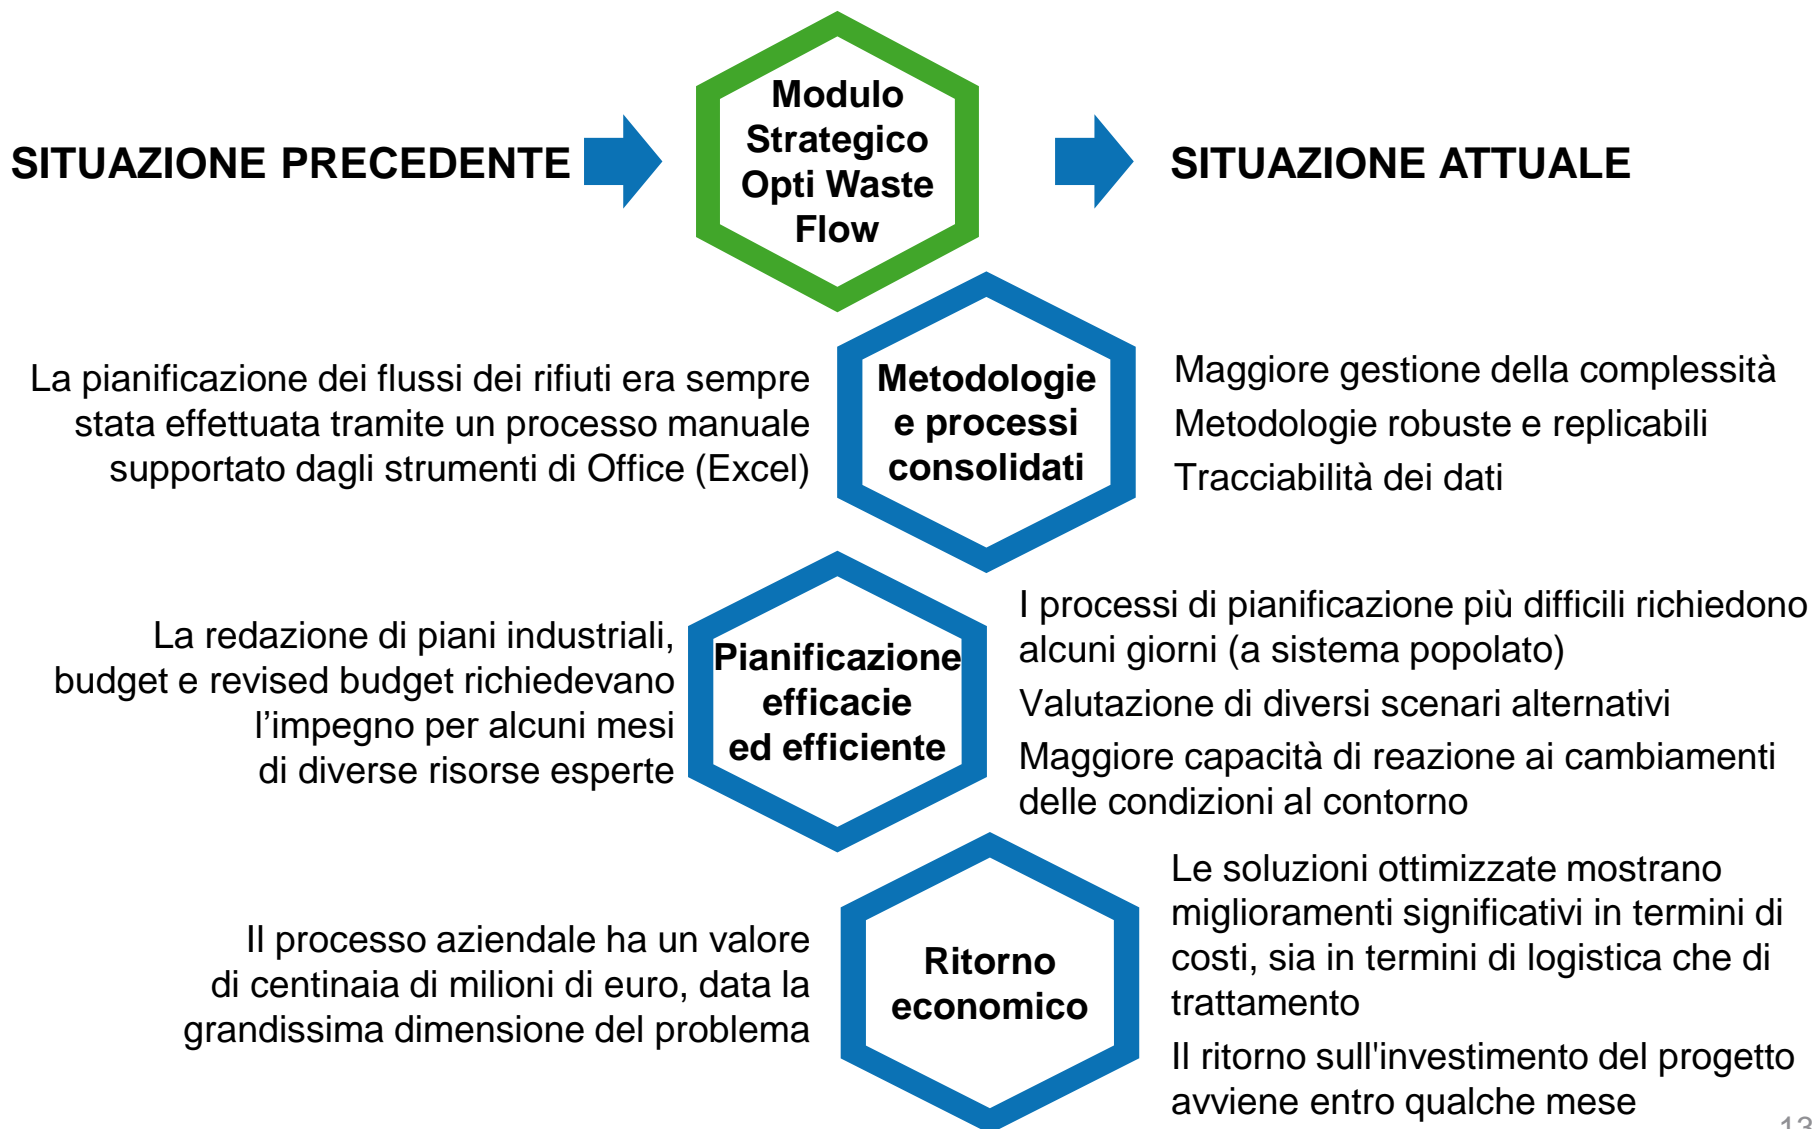 SITUAZIONE PRECEDENTE
Modulo
Strategico
Opti Waste
Flow
SITUAZIONE ATTUALE
La pianificazione dei flussi dei rifiuti era sempre
stata effettuata tramite un processo manuale
supportato dagli strumenti di Office (Excel)
Metodologie
e processi
consolidati
Maggiore gestione della complessità
Metodologie robuste e replicabili
Tracciabilità dei dati
La redazione di piani industriali,
budget e revised budget richiedevano
l’impegno per alcuni mesi
di diverse risorse esperte
Pianificazione
efficacie
ed efficiente
I processi di pianificazione più difficili richiedono
alcuni giorni (a sistema popolato)
Valutazione di diversi scenari alternativi
Maggiore capacità di reazione ai cambiamenti
delle condizioni al contorno
Il processo aziendale ha un valore
di centinaia di milioni di euro, data la
grandissima dimensione del problema
Ritorno
economico
Le soluzioni ottimizzate mostrano
miglioramenti significativi in termini di
costi, sia in termini di logistica che di
trattamento
Il ritorno sull'investimento del progetto
avviene entro qualche mese
13